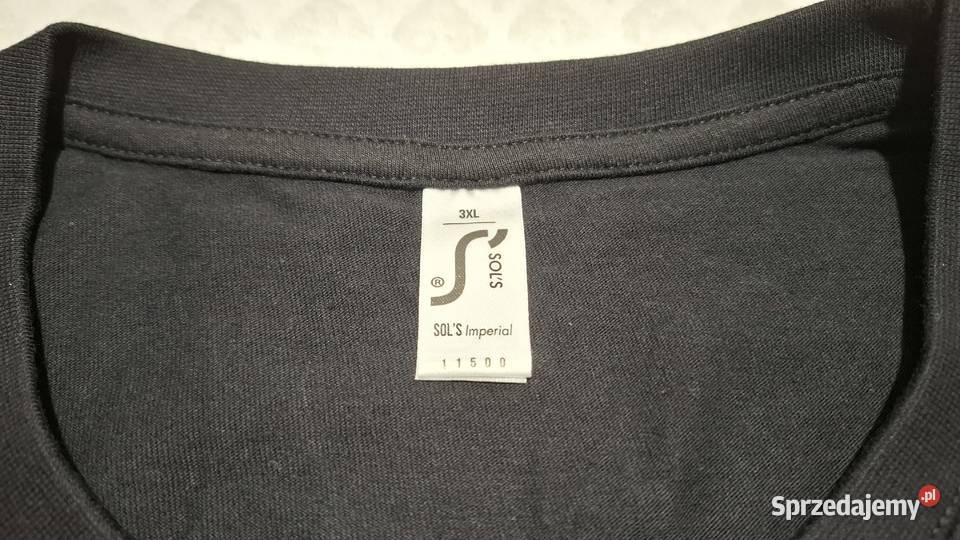 3XL
SOL'S
®
SOL'S Imperial
11500
Sprzedajemy.pl